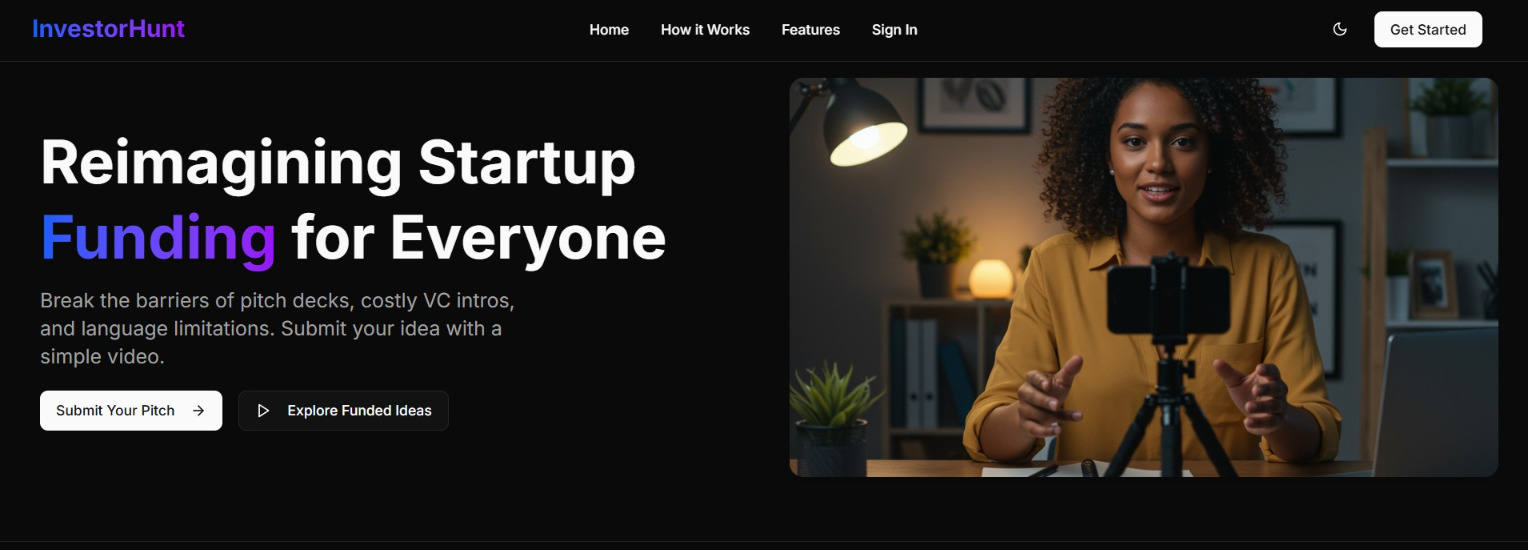 InvestorHunt
Home
How it Works
Features
Sign In
Get Started
Reimagining Startup
Funding for Everyone
Break the barriers of pitch decks, costly VC intros,
and language limitations. Submit your idea with a
simple video.
Submit Your Pitch
Explore Funded Ideas